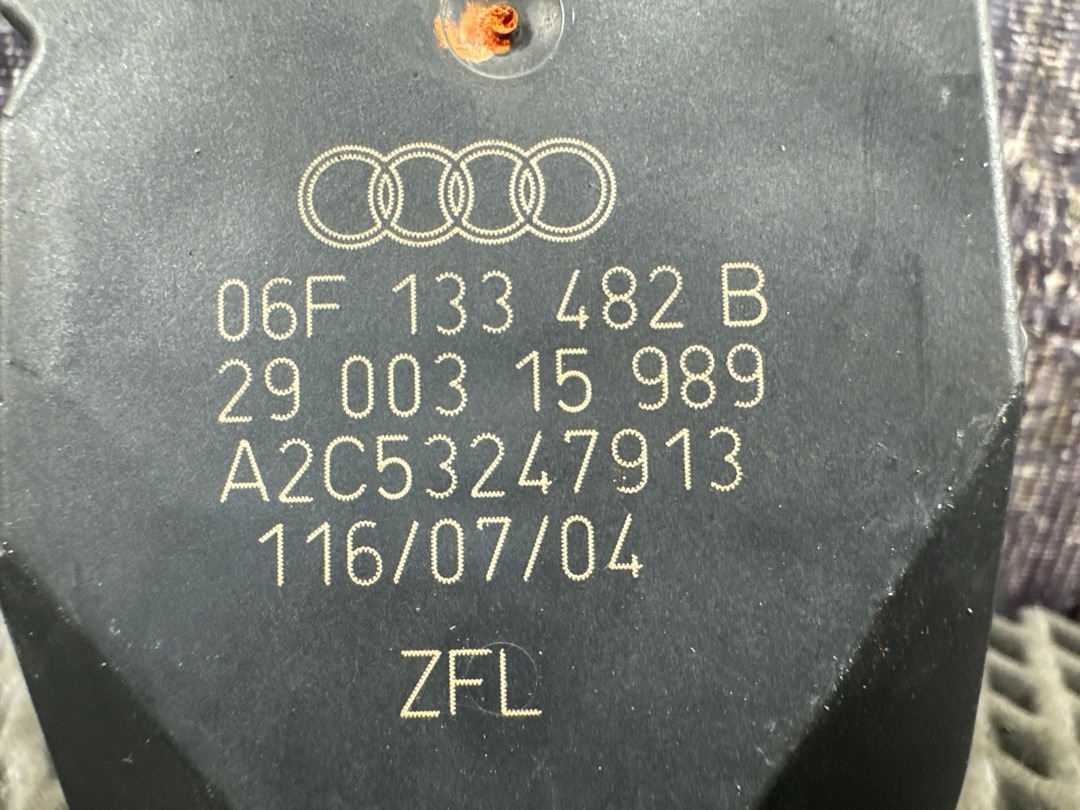 06F 133 482 B
29 003 15 989
A2C53247913
116/07/04
ZFL